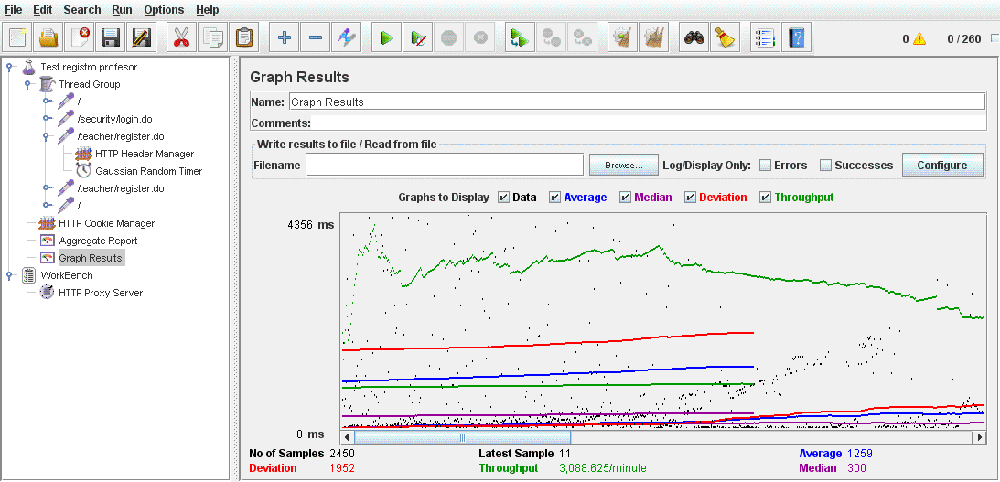 File Edit Search Run Options Help
0 0 / 260
Test registro profesor
Thread Group
/
/security/login.do
/teacher/register.do
HTTP Header Manager
Gaussian Random Timer
/teacher/register.do
/
HTTP Cookie Manager
Aggregate Report
Graph Results
WorkBench
HTTP Proxy Server
Graph Results
Name: Graph Results
Comments:
Write results to file / Read from file
Filename Browse... Log/Display Only: Errors Successes Configure
Graphs to Display Data Average Median Deviation Throughput
4356 ms
0 ms
No of Samples 2450 Latest Sample 11 Average 1259
Deviation 1952 Throughput 3,088.625/minute Median 300